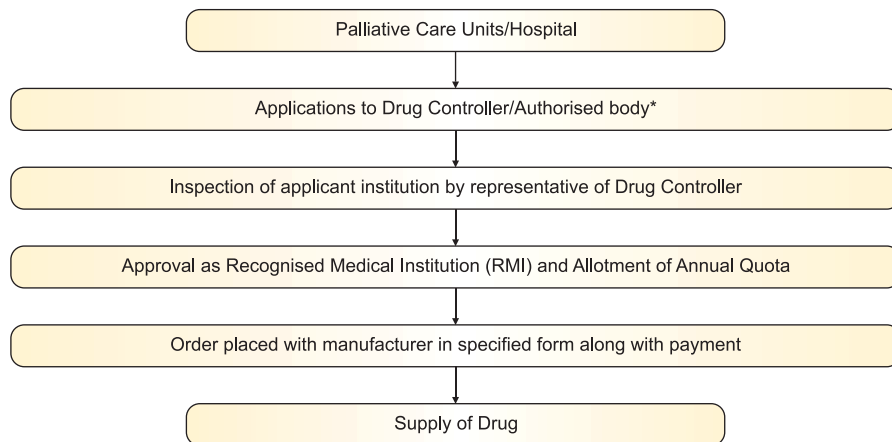 Palliative Care Units/Hospital
Applications to Drug Controller/Authorised body*
Inspection of applicant institution by representative of Drug Controller
Approval as Recognised Medical Institution (RMI) and Allotment of Annual Quota
Order placed with manufacturer in specified form along with payment
Supply of Drug